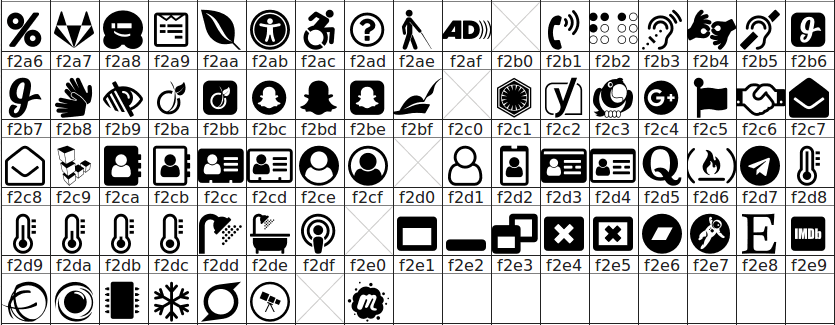 f2a6 f2a7 f2a8 f2a9 f2aa f2ab f2ac f2ad f2ae f2af f2b0 f2b1 f2b2 f2b3 f2b4 f2b5 f2b6
f2b7 f2b8 f2b9 f2ba f2bb f2bc f2bd f2be f2bf f2c0 f2c1 f2c2 f2c3 f2c4 f2c5 f2c6 f2c7
f2c8 f2c9 f2ca f2cb f2cc f2cd f2ce f2cf f2d0 f2d1 f2d2 f2d3 f2d4 f2d5 f2d6 f2d7 f2d8
f2d9 f2da f2db f2dc f2dd f2de f2df f2e0 f2e1 f2e2 f2e3 f2e4 f2e5 f2e6 f2e7 f2e8 f2e9